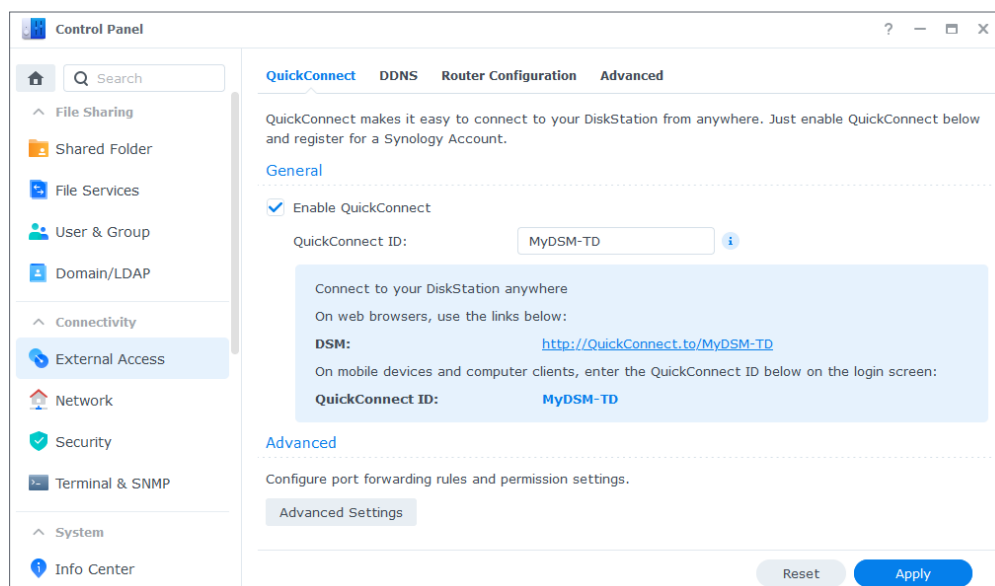 Control Panel
Search
File Sharing
Shared Folder
File Services
User & Group
Domain/LDAP
Connectivity
External Access
Network
Security
Terminal & SNMP
System
Info Center
QuickConnect DDNS Router Configuration Advanced
QuickConnect makes it easy to connect to your DiskStation from anywhere. Just enable QuickConnect below
and register for a Synology Account.
General
Enable QuickConnect
QuickConnect ID: MyDSM-TD
Connect to your DiskStation anywhere
On web browsers, use the links below:
DSM: http://QuickConnect.to/MyDSM-TD
On mobile devices and computer clients, enter the QuickConnect ID below on the login screen:
QuickConnect ID: MyDSM-TD
Advanced
Configure port forwarding rules and permission settings.
Advanced Settings
Reset Apply